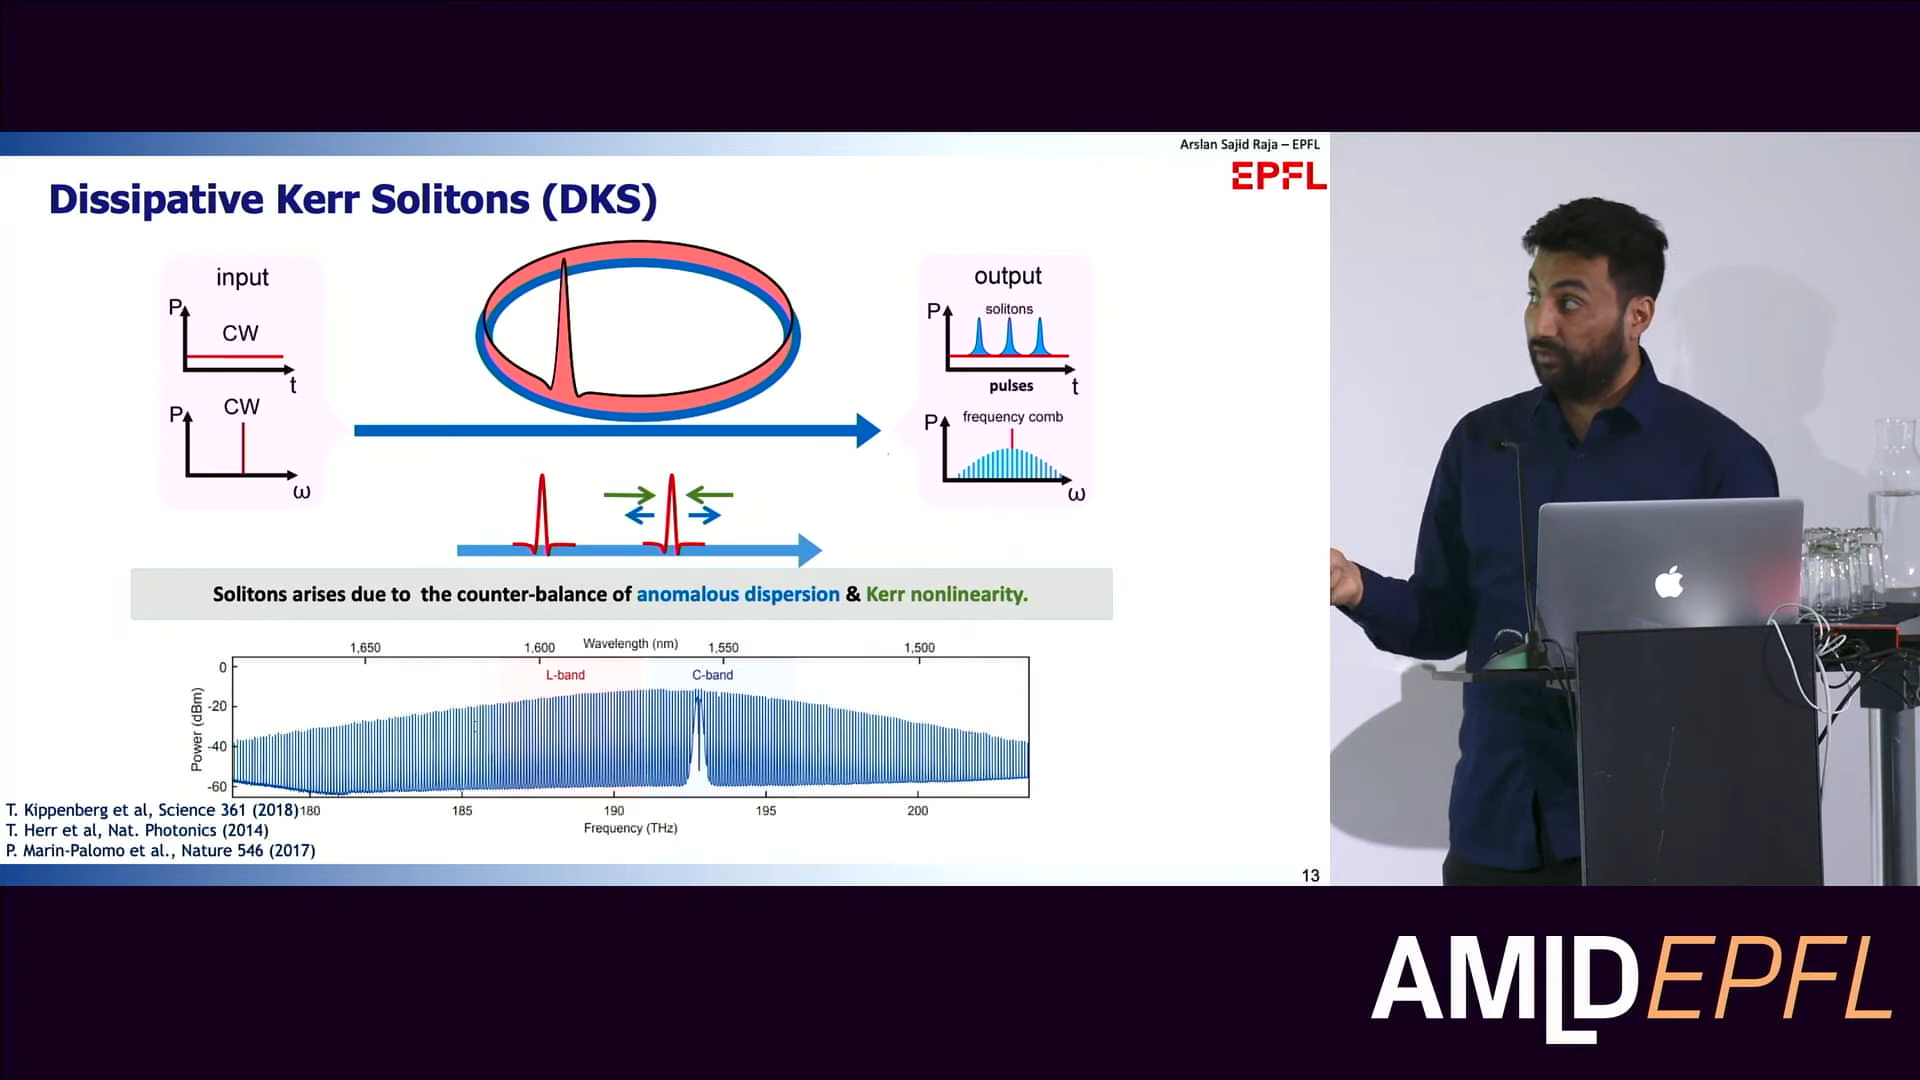 Arslan Sajid Raja – EPFL
EPFL
Dissipative Kerr Solitons (DKS)
input
P
CW
t
P
CW
ω
output
P
solitons
pulses
t
P
frequency comb
ω
Solitons arises due to the counter-balance of anomalous dispersion & Kerr nonlinearity.
1,650
1,600
Wavelength (nm)
1,550
1,500
L-band
C-band
0
-20
-40
-60
Power (dBm)
180
185
190
195
200
Frequency (THz)
T. Kippenberg et al, Science 361 (2018)
T. Herr et al, Nat. Photonics (2014)
P. Marin-Palomo et al., Nature 546 (2017)
13
AMLDEPFL